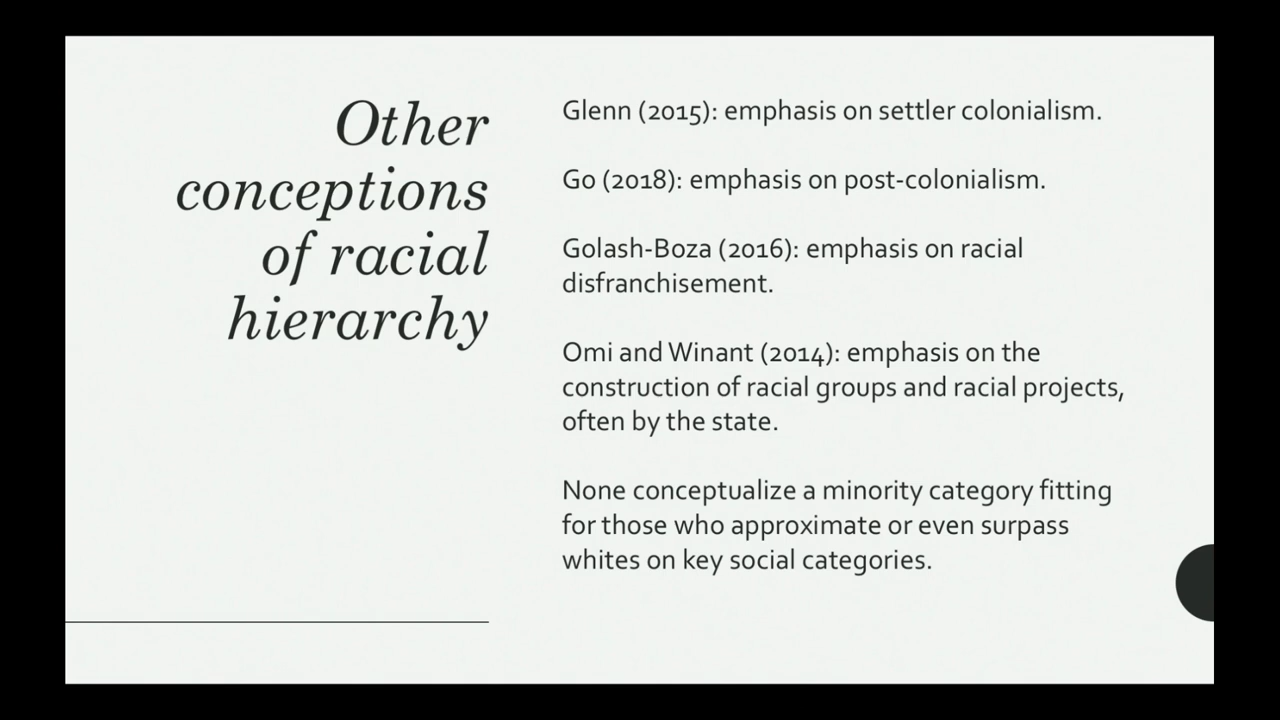 Other
conceptions
of racial
hierarchy
Glenn (2015): emphasis on settler colonialism.
Go (2018): emphasis on post-colonialism.
Golash-Boza (2016): emphasis on racial
disfranchisement.
Omi and Winant (2014): emphasis on the
construction of racial groups and racial projects,
often by the state.
None conceptualize a minority category fitting
for those who approximate or even surpass
whites on key social categories.